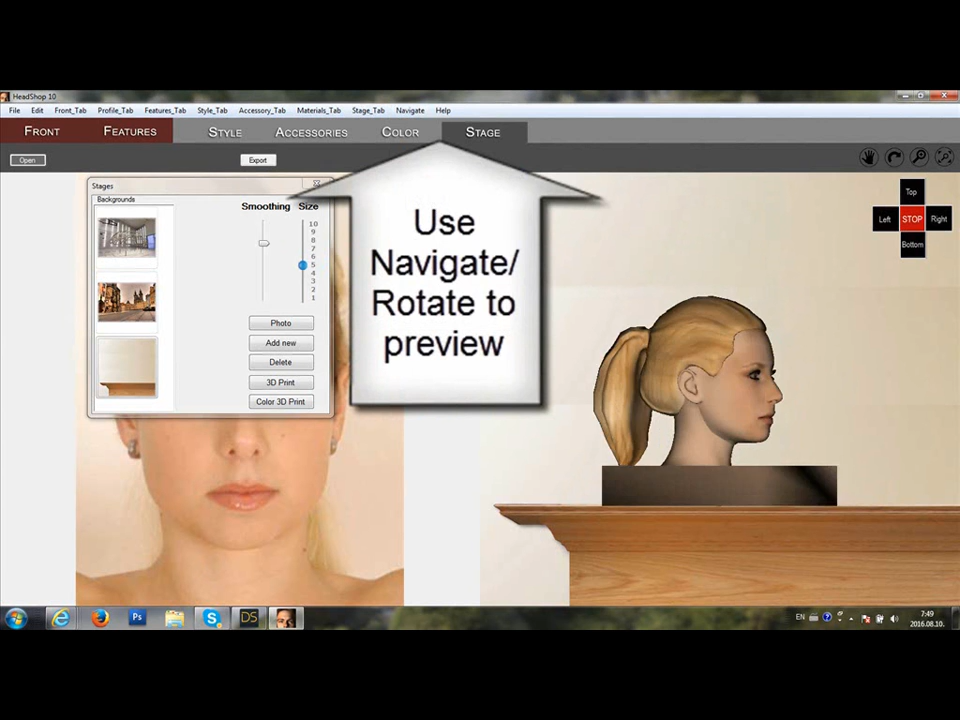 HeadShop 10
File Edit Front_Tab Profile_Tab Features_Tab Style_Tab Accessory_Tab Materials_Tab Stage_Tab Navigate Help
FRONT FEATURES STYLE ACCESSORIES COLOR STAGE
Open Export
Stages
Backgrounds
Smoothing Size
10
9
8
7
6
5
4
3
2
1
Photo
Add new
Delete
3D Print
Color 3D Print
Use
Navigate/
Rotate to
preview
Top
Left STOP Right
Bottom
Ps S DS EN 7:49
2016.08.10.